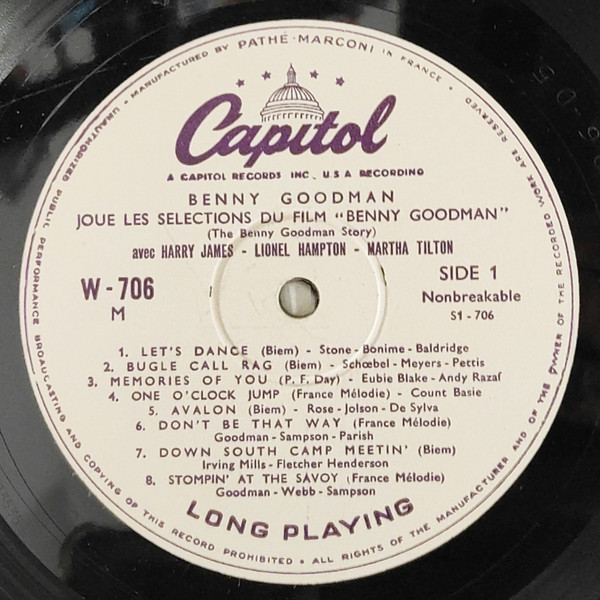 • MANUFACTURED BY PATHÉ-MARCONI IN FRANCE •
Capitol
A CAPITOL RECORDS INC. U.S.A RECORDING
BENNY GOODMAN
JOUE LES SELECTIONS DU FILM "BENNY GOODMAN"
(The Benny Goodman Story)
avec HARRY JAMES - LIONEL HAMPTON - MARTHA TILTON
W-706
M
SIDE 1
Nonbreakable
S1-706
1. LET'S DANCE (Biem) - Stone-Bonime-Baldridge
2. BUGLE CALL RAG (Biem) - Schœbel-Meyers-Pettis
3. MEMORIES OF YOU (P.F. Day) - Eubie Blake-Andy Razaf
4. ONE O'CLOCK JUMP (France Mélodie) - Count Basie
5. AVALON (Biem) - Rose-Jolson-De Sylva
6. DON'T BE THAT WAY (France Mélodie)
Goodman-Sampson-Parish
7. DOWN SOUTH CAMP MEETIN' (Biem)
Irving Mills-Fletcher Henderson
8. STOMPIN' AT THE SAVOY (France Mélodie)
Goodman-Webb-Sampson
LONG PLAYING
UNAUTHORIZED PUBLIC PERFORMANCE BROADCASTING AND COPYING OF THIS RECORD PROHIBITED • ALL RIGHTS OF THE MANUFACTURER AND OF THE OWNER OF THE RECORDED WORK ARE RESERVED